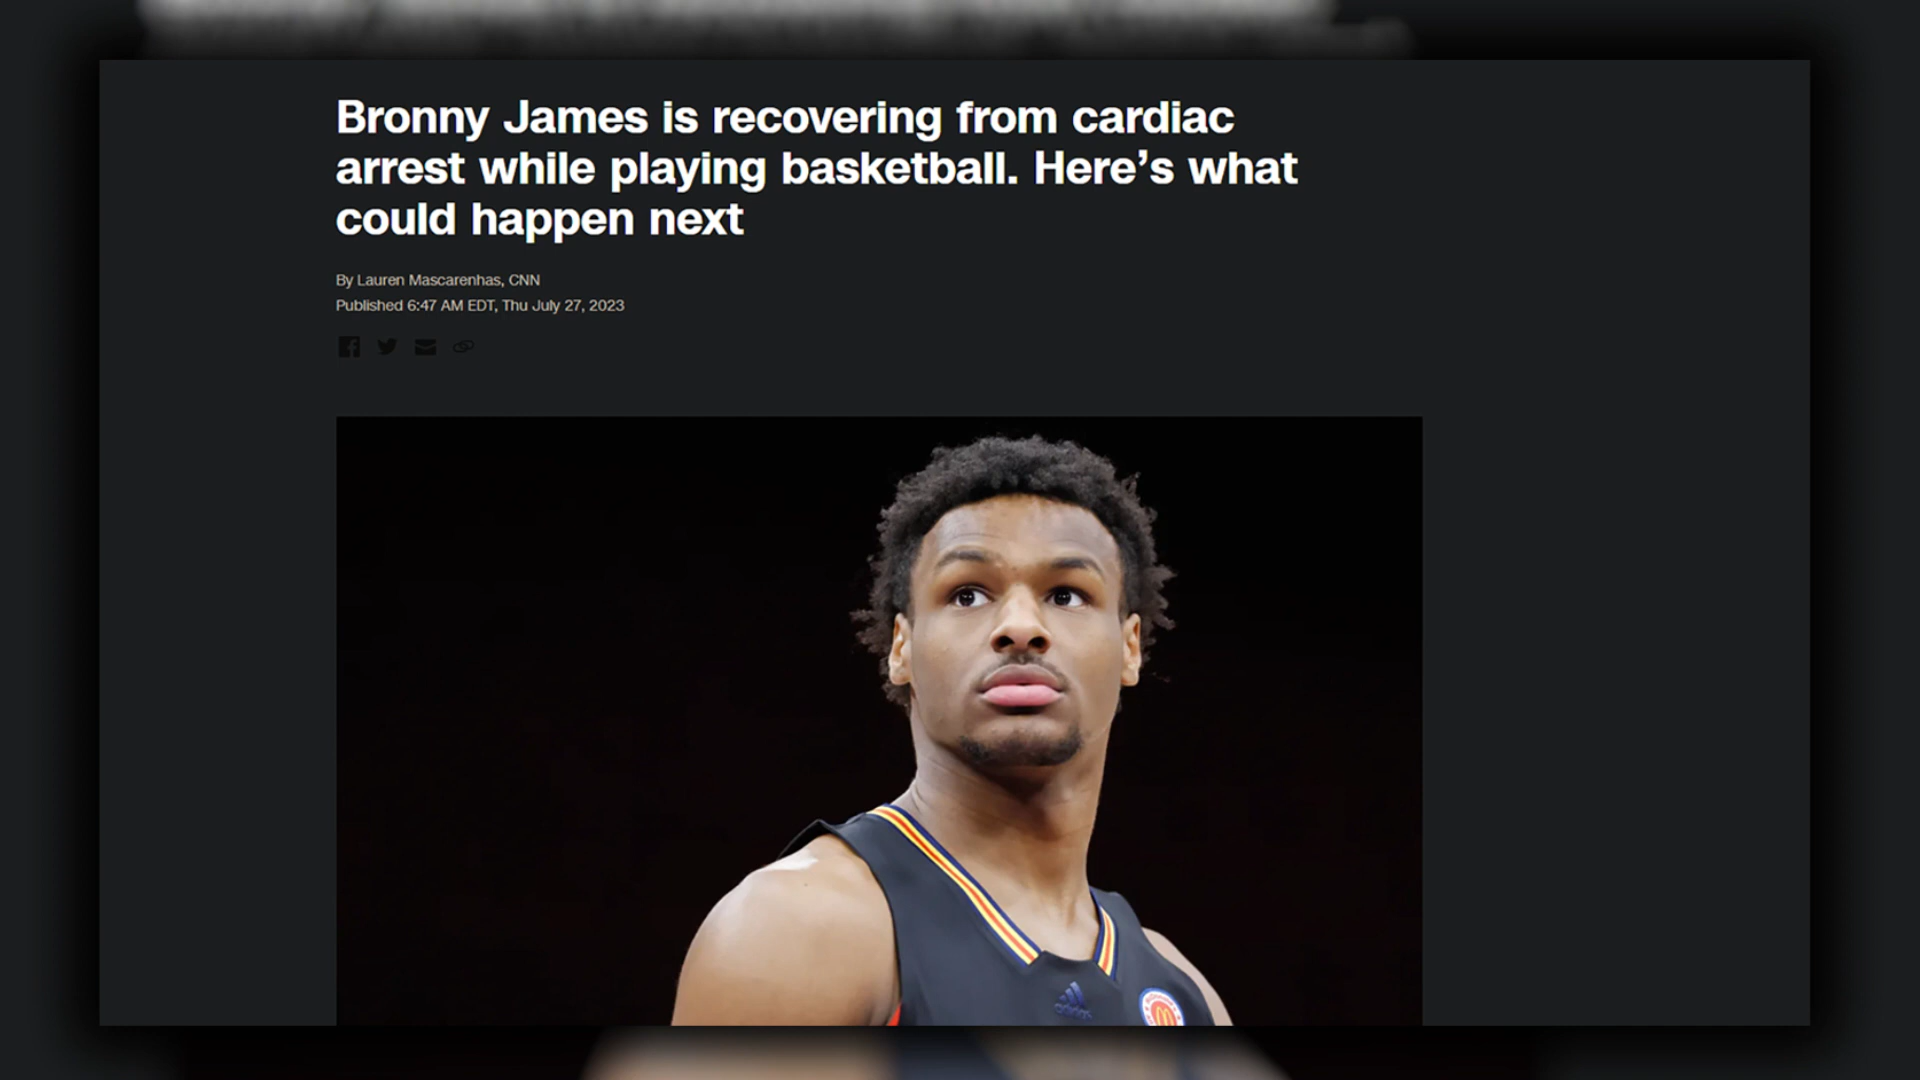 Bronny James is recovering from cardiac
arrest while playing basketball. Here’s what
could happen next
By Lauren Mascarenhas, CNN
Published 6:47 AM EDT, Thu July 27, 2023
adidas